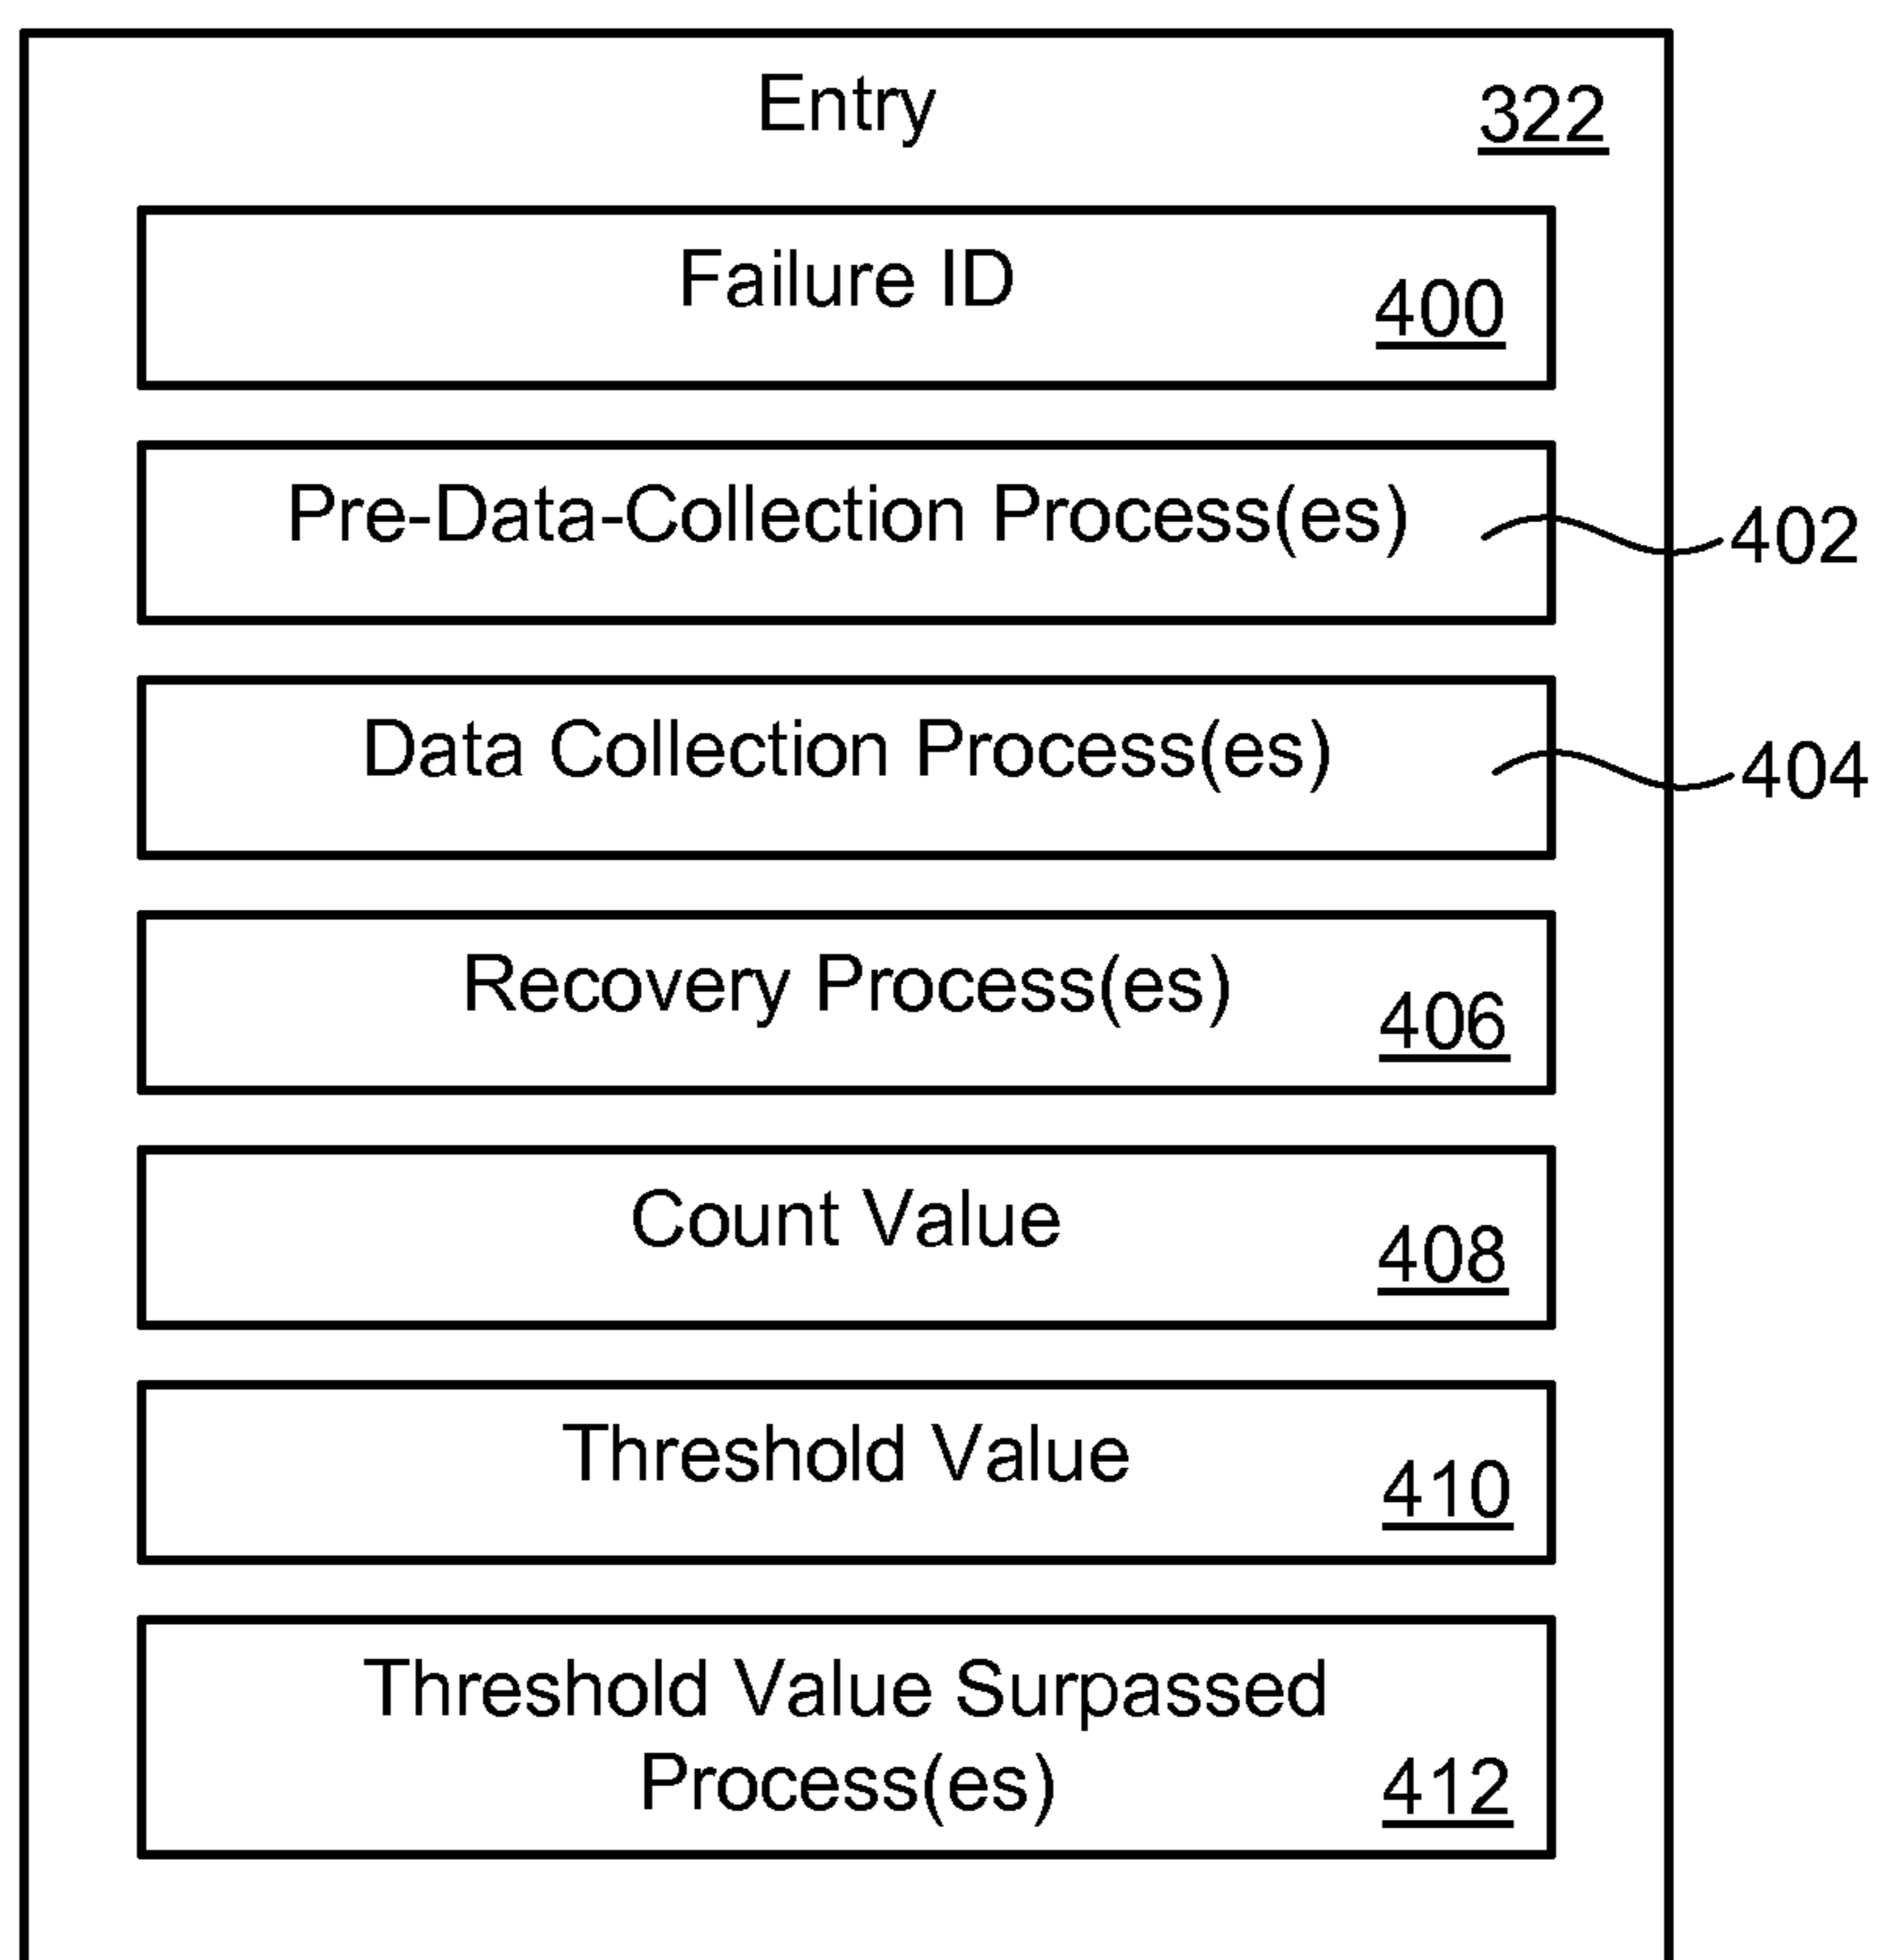 Entry
322
Failure ID
400
Pre-Data-Collection Process(es)
402
Data Collection Process(es)
404
Recovery Process(es)
406
Count Value
408
Threshold Value
410
Threshold Value Surpassed
Process(es)
412